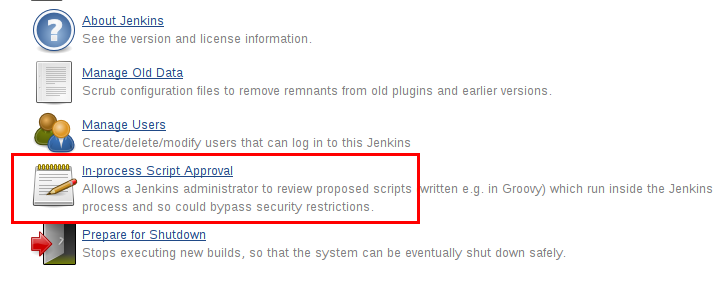 About Jenkins
See the version and license information.
Manage Old Data
Scrub configuration files to remove remnants from old plugins and earlier versions.
Manage Users
Create/delete/modify users that can log in to this Jenkins
In-process Script Approval
Allows a Jenkins administrator to review proposed scripts (written e.g. in Groovy) which run inside the Jenkins
process and so could bypass security restrictions.
Prepare for Shutdown
Stops executing new builds, so that the system can be eventually shut down safely.